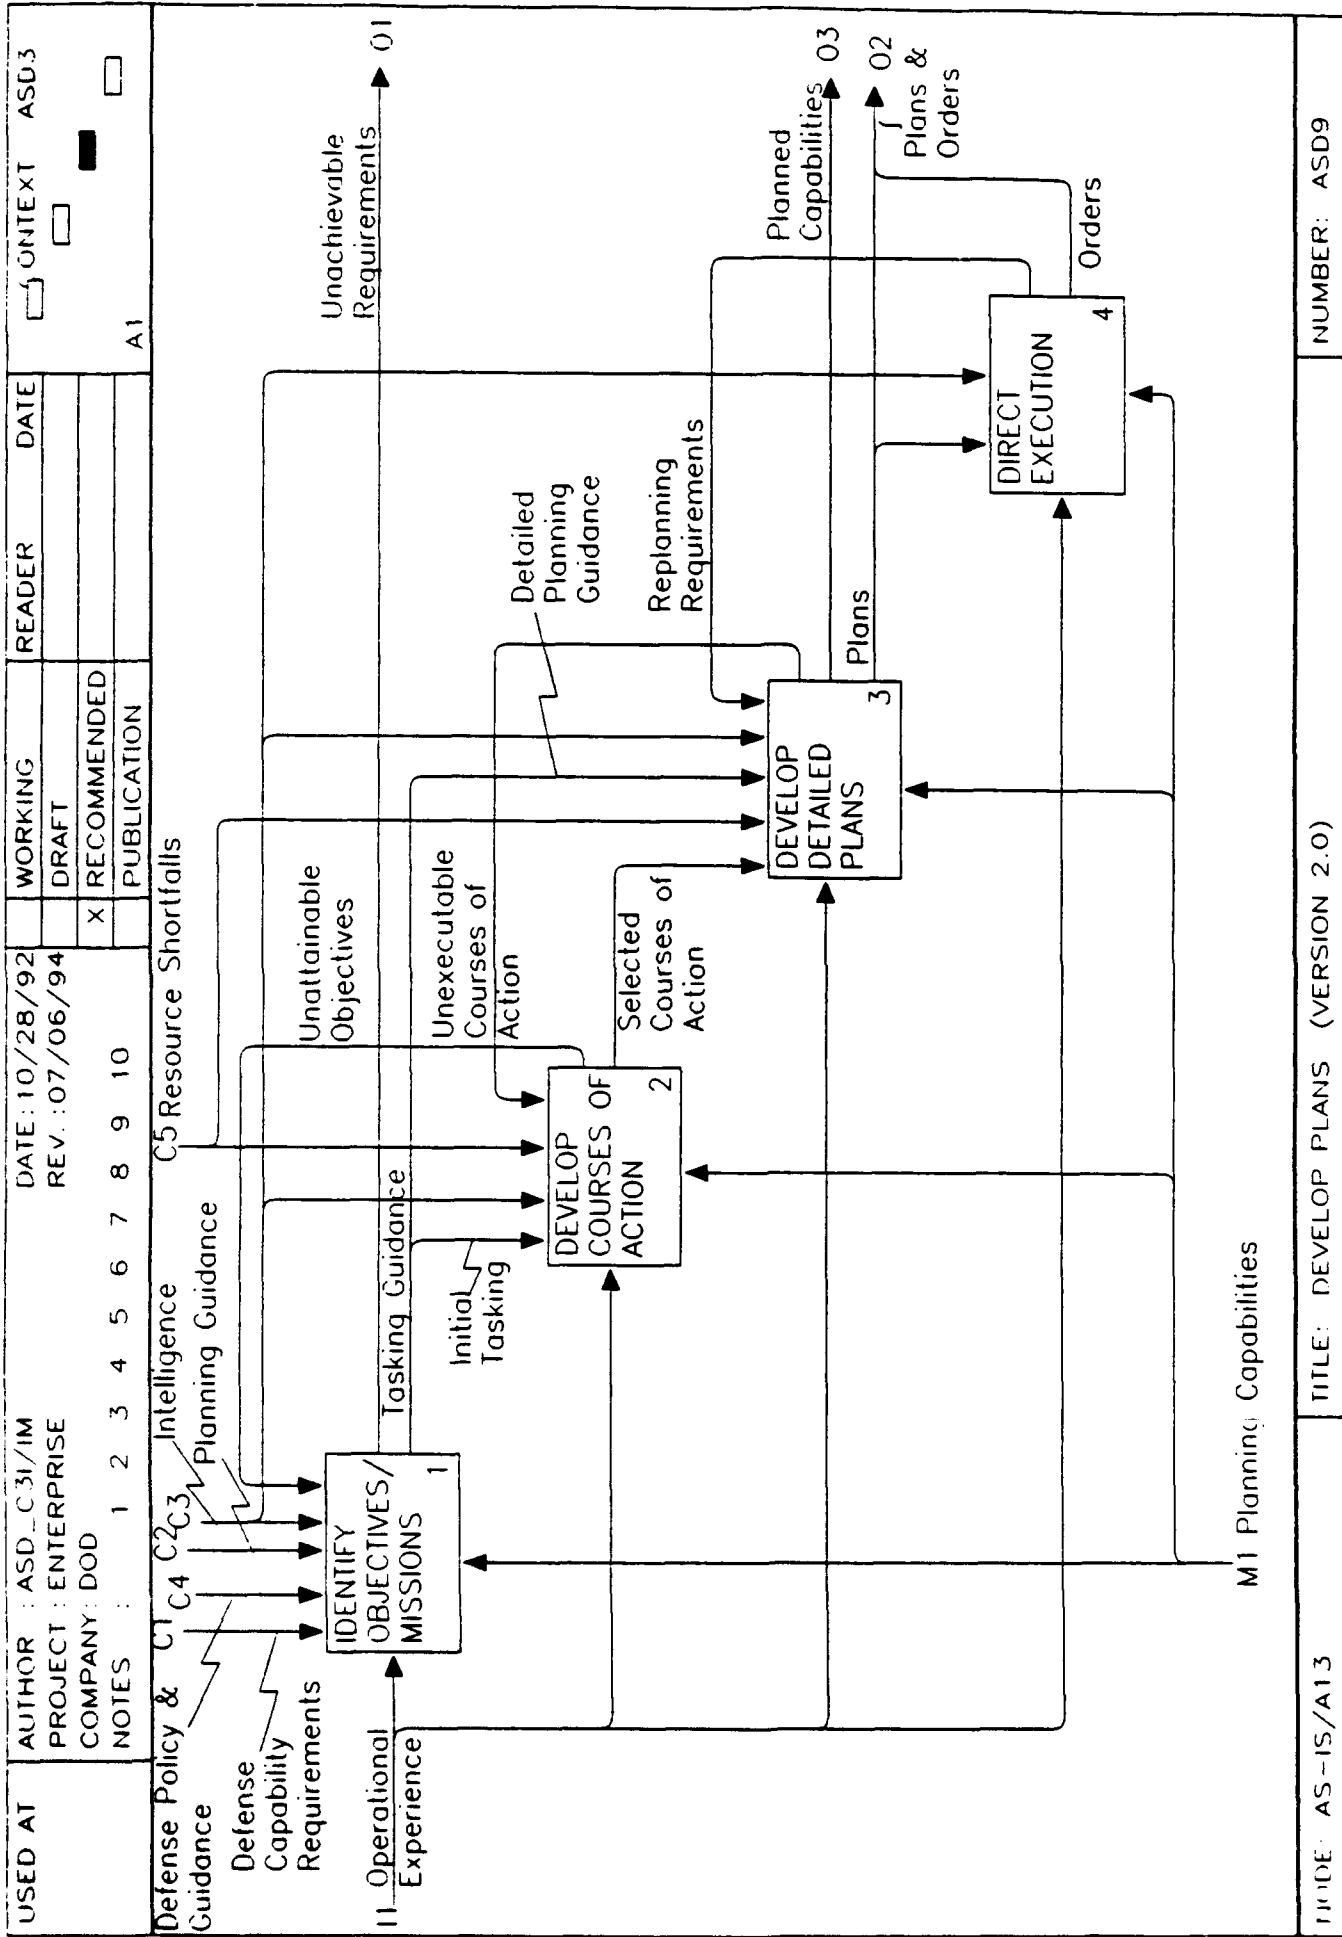 USED AT
AUTHOR : ASD_C3I/IM
PROJECT : ENTERPRISE
COMPANY: DOD
NOTES : 1 2 3 4 5 6 7 8 9 10
DATE: 10/28/92
REV. : 07/06/94
WORKING
DRAFT
X RECOMMENDED
PUBLICATION
READER DATE
CONTEXT ASD3
A1
Defense Policy &
Guidance
C1
C4
C2
C3
Intelligence
Planning Guidance
C5 Resource Shortfalls
Defense
Capability
Requirements
Unattainable
Objectives
Unachievable
Requirements
O1
I1 Operational
Experience
IDENTIFY
OBJECTIVES/
MISSIONS
1
Tasking Guidance
Initial
Tasking
Unexecutable
Courses of
Action
Detailed
Planning
Guidance
DEVELOP
COURSES OF
ACTION
2
Selected
Courses of
Action
Replanning
Requirements
Planned
Capabilities
O3
DEVELOP
DETAILED
PLANS
3
Plans
O2
Plans &
Orders
DIRECT
EXECUTION
4
Orders
M1 Planning Capabilities
NODE: AS-IS/A13
TITLE: DEVELOP PLANS (VERSION 2.0)
NUMBER: ASD9